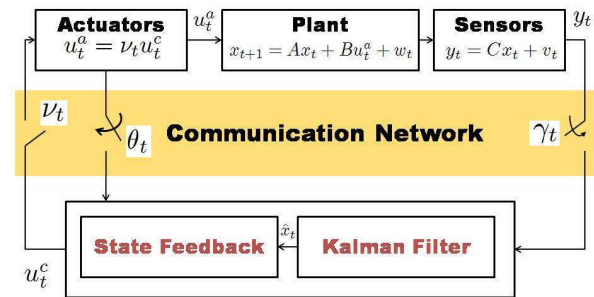 Actuators
u_t^a = ν_t u_t^c
u_t^a
Plant
x_{t+1} = Ax_t + Bu_t^a + w_t
Sensors
y_t = Cx_t + v_t
y_t
ν_t
θ_t
Communication Network
γ_t
State Feedback
x̂_t
Kalman Filter
u_t^c